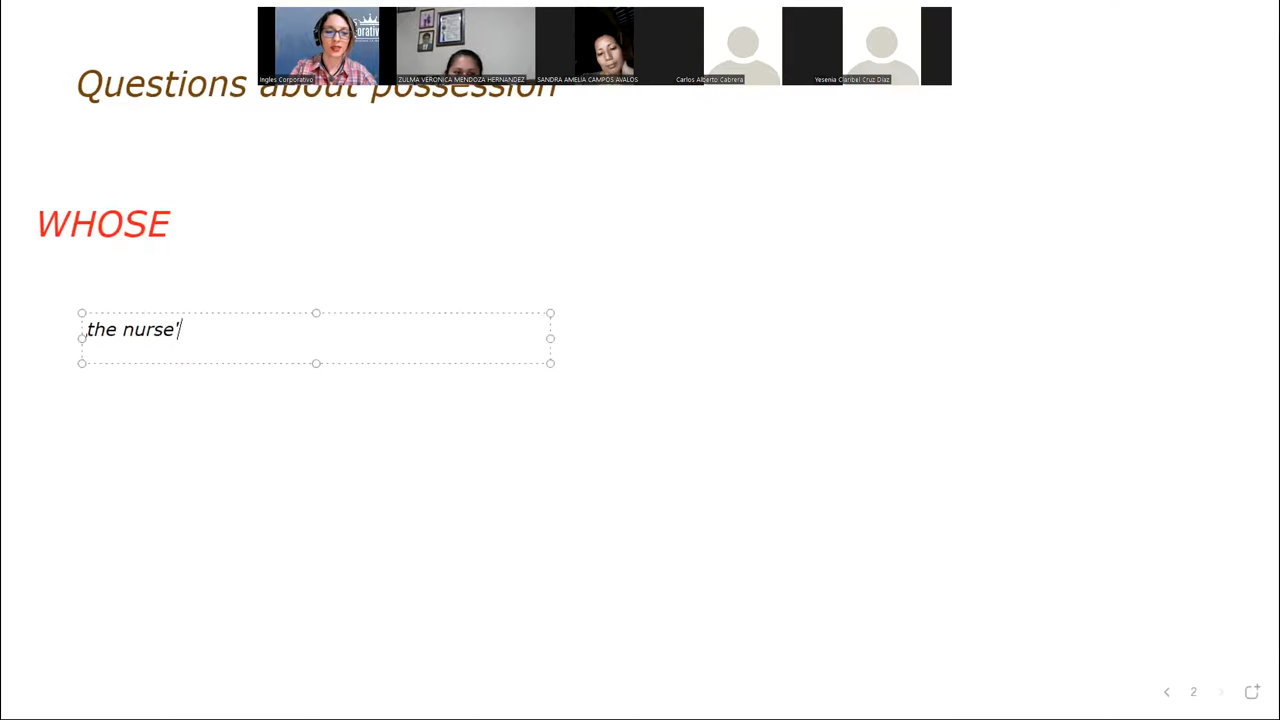 orativo
Ingles Corporativo
ZULMA VERONICA MENDOZA HERNANDEZ
SANDRA AMELIA CAMPOS AVALOS
Carlos Alberto Cabrera
Yesenia Claribel Cruz Diaz
Questions about possession
WHOSE
the nurse'
2